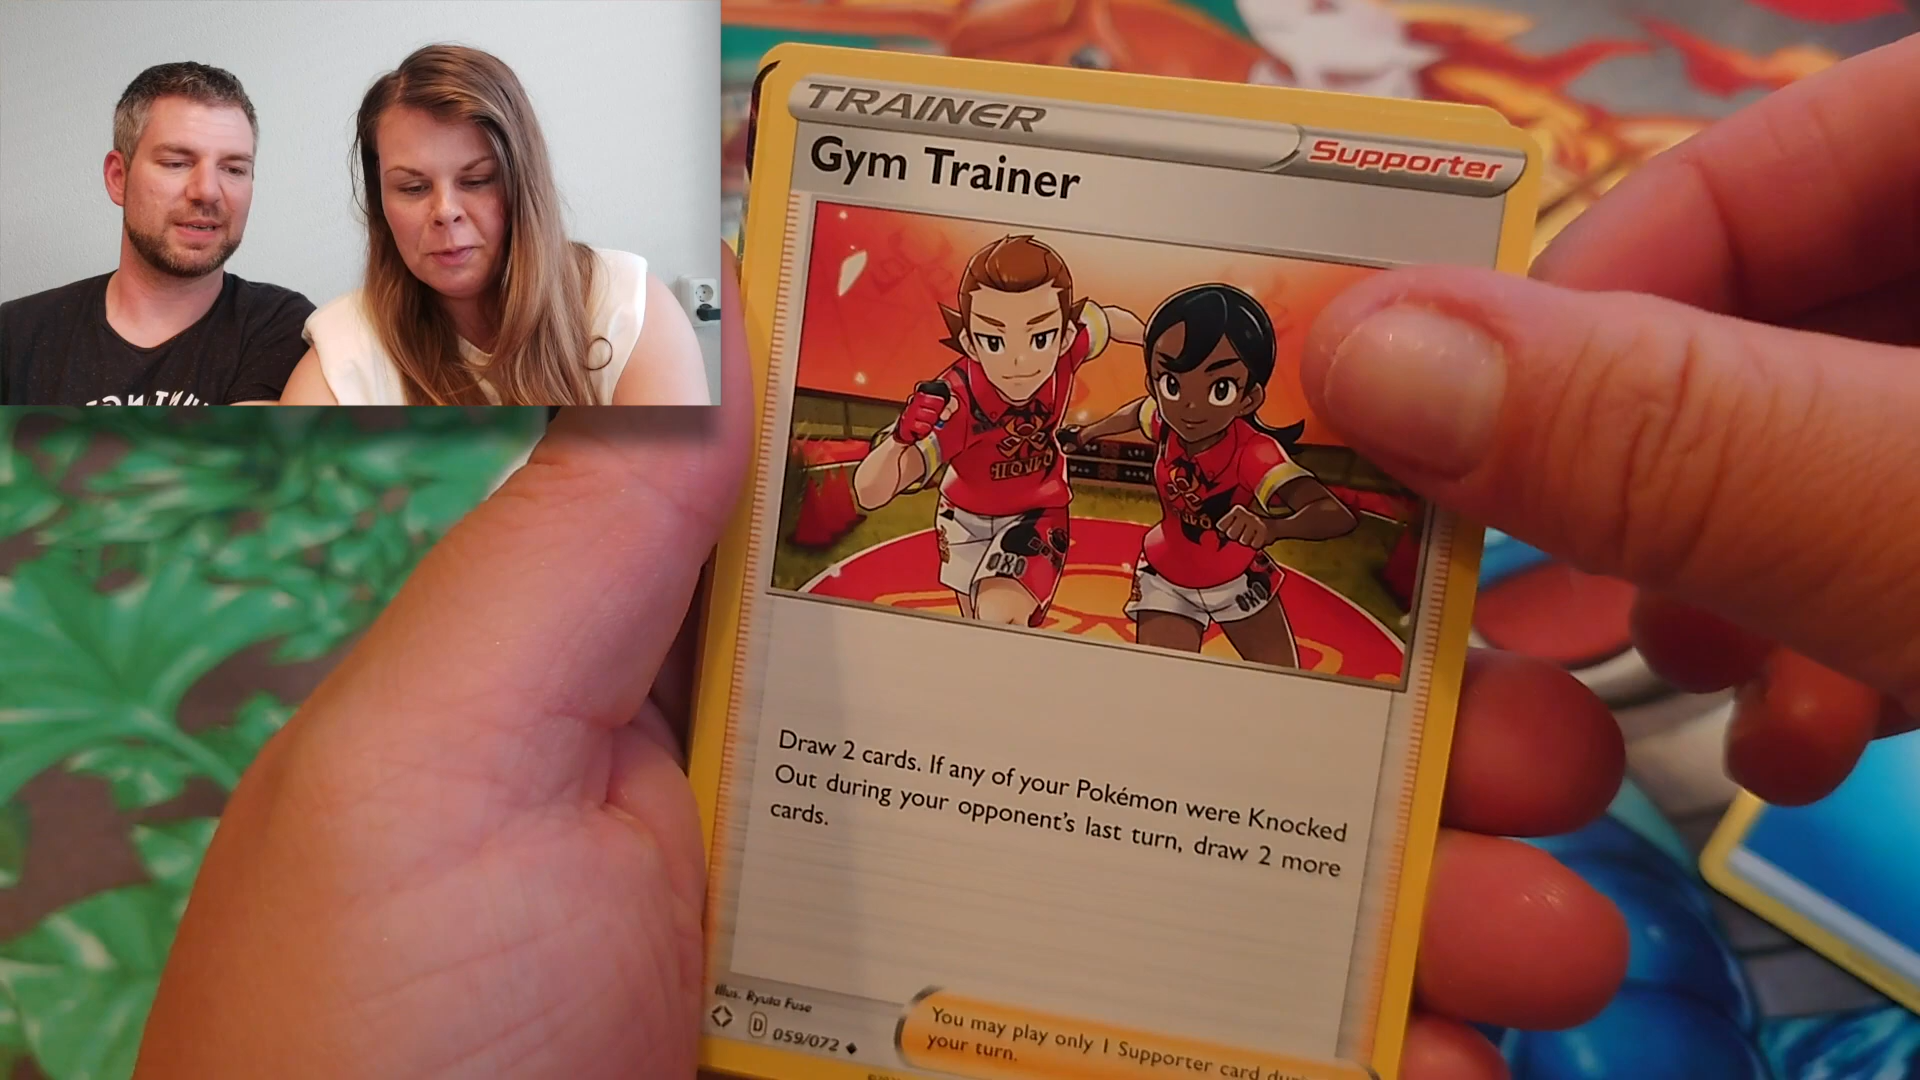 TRAINER
Supporter
Gym Trainer
OXO
OXO
Draw 2 cards. If any of your Pokémon were Knocked
Out during your opponent's last turn, draw 2 more
cards.
Illus. Ryuta Fuse
D 059/072
You may play only 1 Supporter card
your turn.